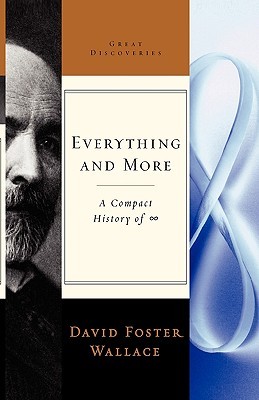 GREAT DISCOVERIES
EVERYTHING
AND MORE
A Compact
History of ∞
DAVID FOSTER
WALLACE